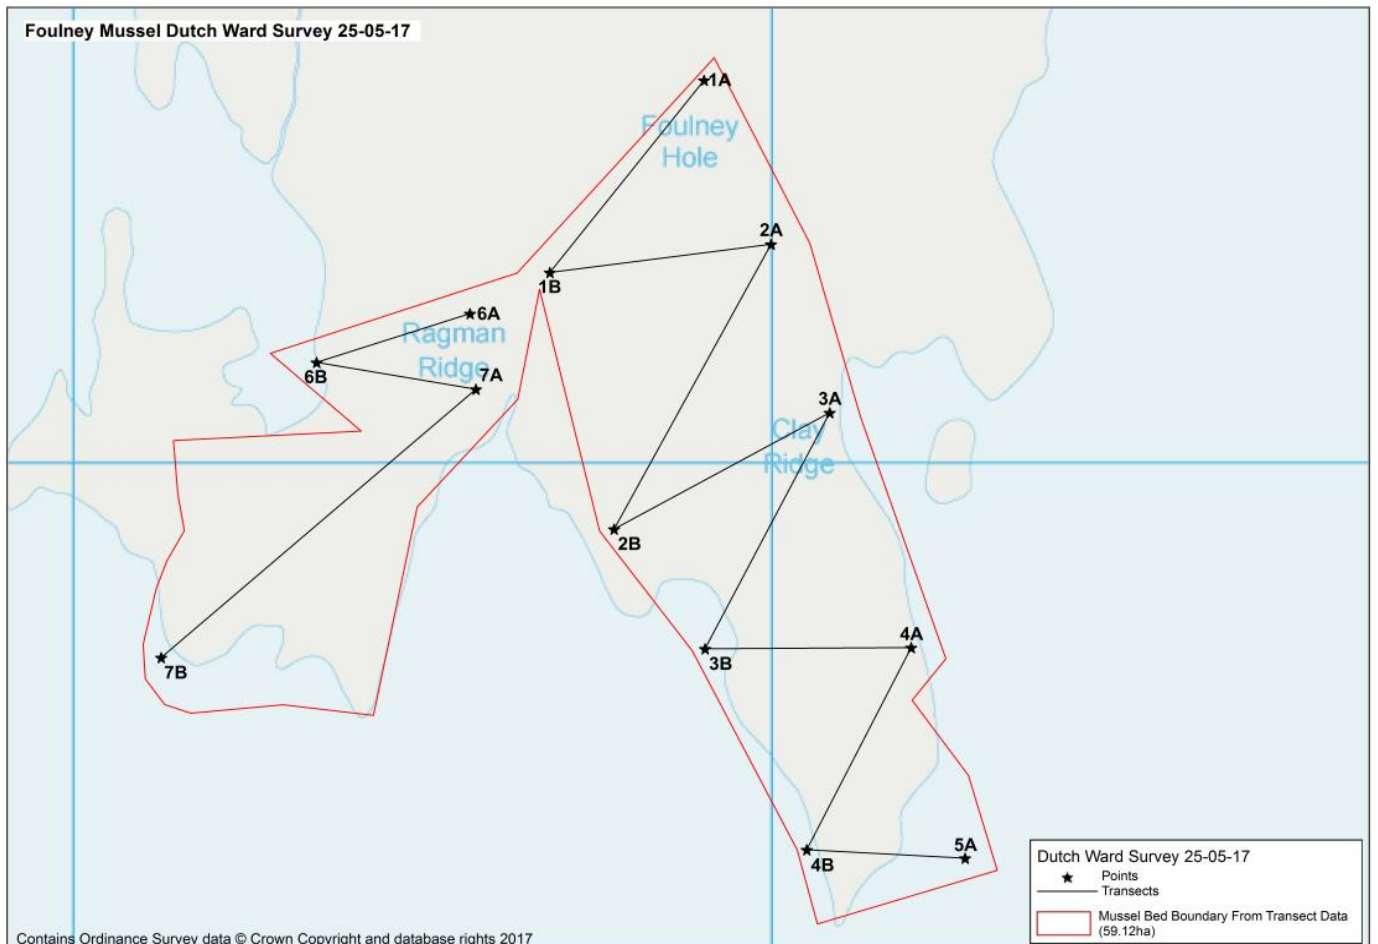 Foulney Mussel Dutch Ward Survey 25-05-17
1A
Foulney
Hole
2A
1B
6A
Ragman
Ridge
6B
7A
3A
Clay
Ridge
2B
4A
3B
7B
5A
4B
Dutch Ward Survey 25-05-17
Points
Transects
Mussel Bed Boundary From Transect Data
(59.12ha)
Contains Ordinance Survey data © Crown Copyright and database rights 2017